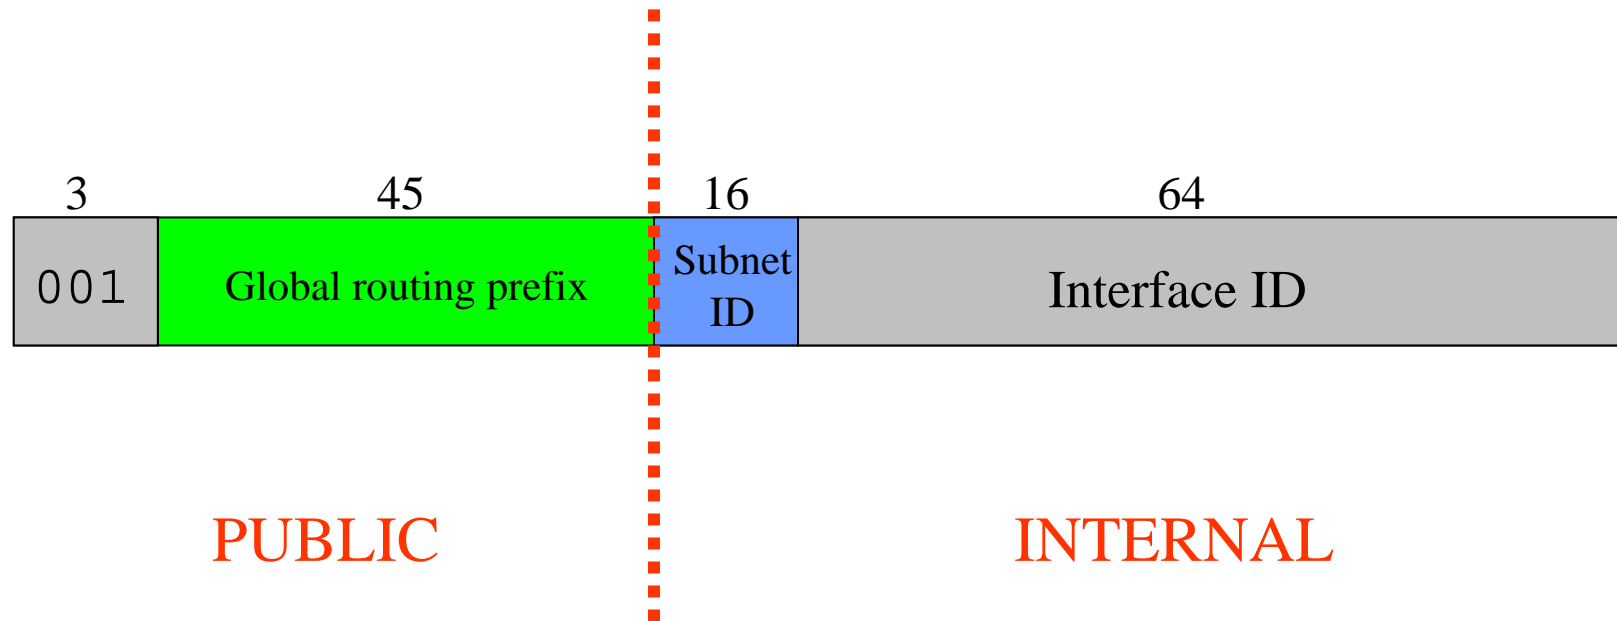 3
45
16
64
001
Global routing prefix
Subnet
ID
Interface ID
PUBLIC
INTERNAL